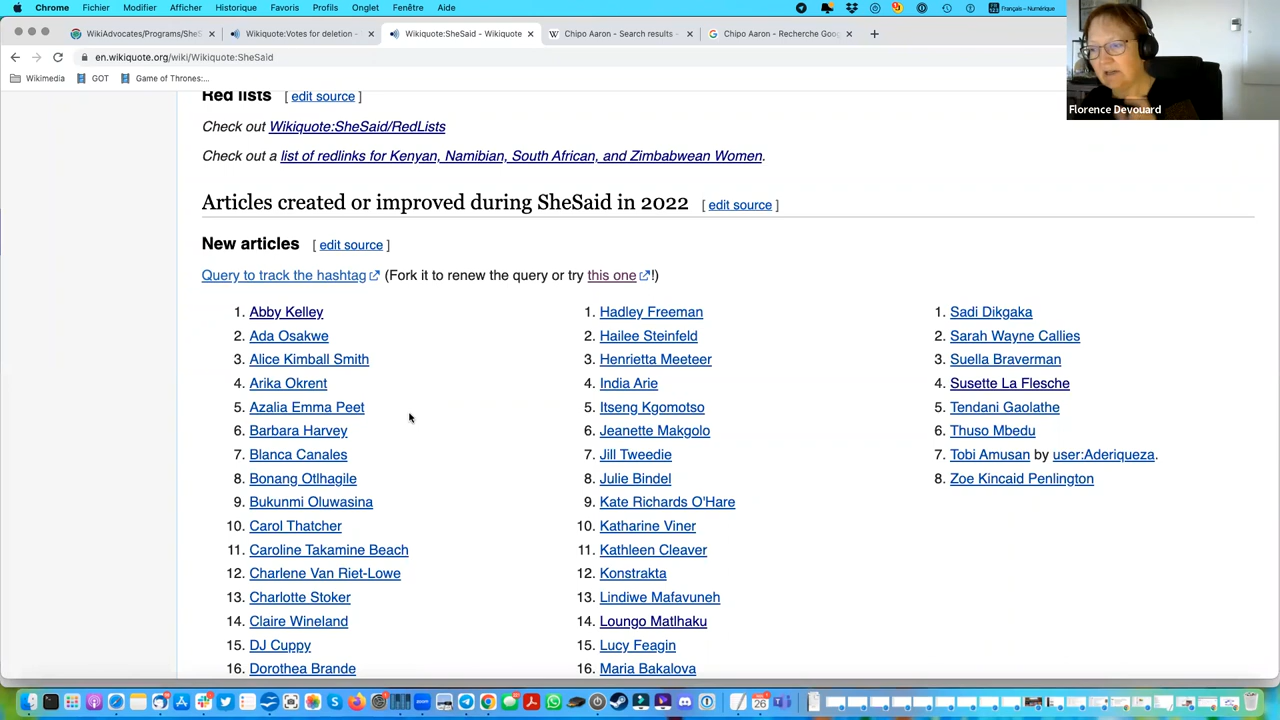 Chrome Fichier Modifier Afficher Historique Favoris Profils Onglet Fenêtre Aide Français – Numérique
WikiAdvocates/Programs/SheS Wikiquote:Votes for deletion - Wikiquote:SheSaid - Wikiquote Chipo Aaron - Search results - Chipo Aaron - Recherche Goog
en.wikiquote.org/wiki/Wikiquote:SheSaid
Wikimedia GOT Game of Thrones:...
Florence Devouard
Red lists [ edit source ]
Check out Wikiquote:SheSaid/RedLists
Check out a list of redlinks for Kenyan, Namibian, South African, and Zimbabwean Women.
Articles created or improved during SheSaid in 2022 [ edit source ]
New articles [ edit source ]
Query to track the hashtag (Fork it to renew the query or try this one!)
1. Abby Kelley
2. Ada Osakwe
3. Alice Kimball Smith
4. Arika Okrent
5. Azalia Emma Peet
6. Barbara Harvey
7. Blanca Canales
8. Bonang Otlhagile
9. Bukunmi Oluwasina
10. Carol Thatcher
11. Caroline Takamine Beach
12. Charlene Van Riet-Lowe
13. Charlotte Stoker
14. Claire Wineland
15. DJ Cuppy
16. Dorothea Brande
1. Hadley Freeman
2. Hailee Steinfeld
3. Henrietta Meeteer
4. India Arie
5. Itseng Kgomotso
6. Jeanette Makgolo
7. Jill Tweedie
8. Julie Bindel
9. Kate Richards O'Hare
10. Katharine Viner
11. Kathleen Cleaver
12. Konstrakta
13. Lindiwe Mafavuneh
14. Loungo Matlhaku
15. Lucy Feagin
16. Maria Bakalova
1. Sadi Dikgaka
2. Sarah Wayne Callies
3. Suella Braverman
4. Susette La Flesche
5. Tendani Gaolathe
6. Thuso Mbedu
7. Tobi Amusan by user:Aderiqueza.
8. Zoe Kincaid Penlington
26